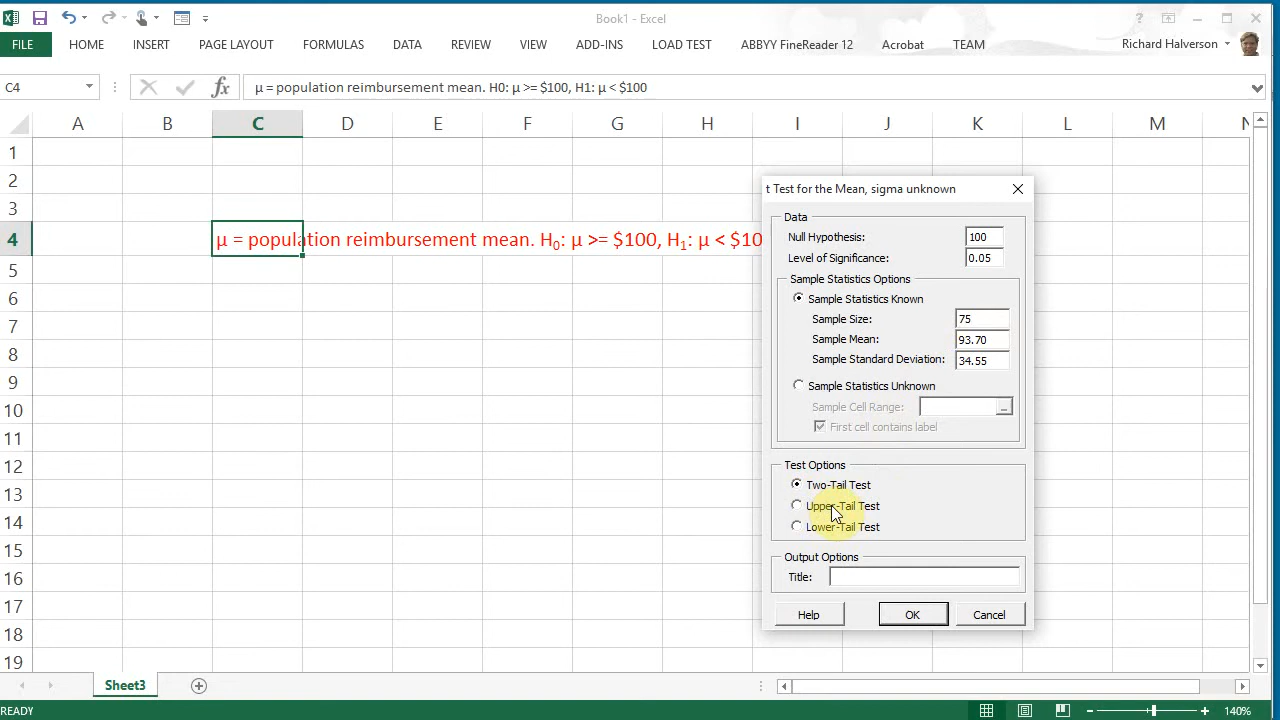 Book1 - Excel
?
FILE HOME INSERT PAGE LAYOUT FORMULAS DATA REVIEW VIEW ADD-INS LOAD TEST ABBYY FineReader 12 Acrobat TEAM Richard Halverson
C4 fx μ = population reimbursement mean. H0: μ >= $100, H1: μ < $100
A B C D E F G H I J K L M N
1
2
3
4 μ = population reimbursement mean. H₀: μ >= $100, H₁: μ < $10
5
6
7
8
9
10
11
12
13
14
15
16
17
18
19
t Test for the Mean, sigma unknown
Data
Null Hypothesis: 100
Level of Significance: 0.05
Sample Statistics Options
Sample Statistics Known
Sample Size: 75
Sample Mean: 93.70
Sample Standard Deviation: 34.55
Sample Statistics Unknown
Sample Cell Range: ...
First cell contains label
Test Options
Two-Tail Test
Upper-Tail Test
Lower-Tail Test
Output Options
Title:
Help OK Cancel
Sheet3
READY 140%